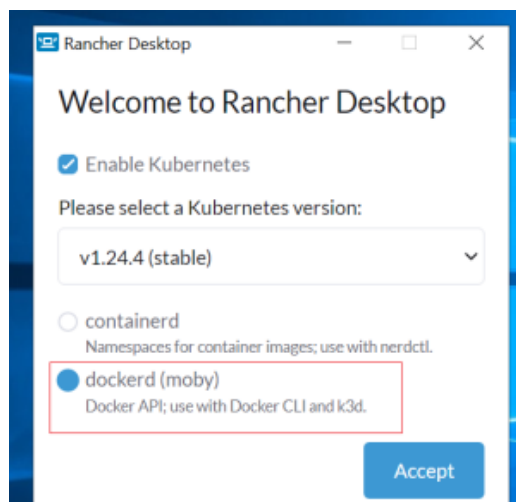 Rancher Desktop
Welcome to Rancher Desktop
Enable Kubernetes
Please select a Kubernetes version:
v1.24.4 (stable)
containerd
Namespaces for container images; use with nerdctl.
dockerd (moby)
Docker API; use with Docker CLI and k3d.
Accept